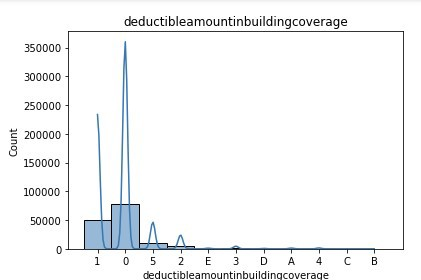 deductibleamountinbuildingcoverage
350000
300000
250000
200000
150000
100000
50000
0
Count
1 0 5 2 E 3 D A 4 C B
deductibleamountinbuildingcoverage